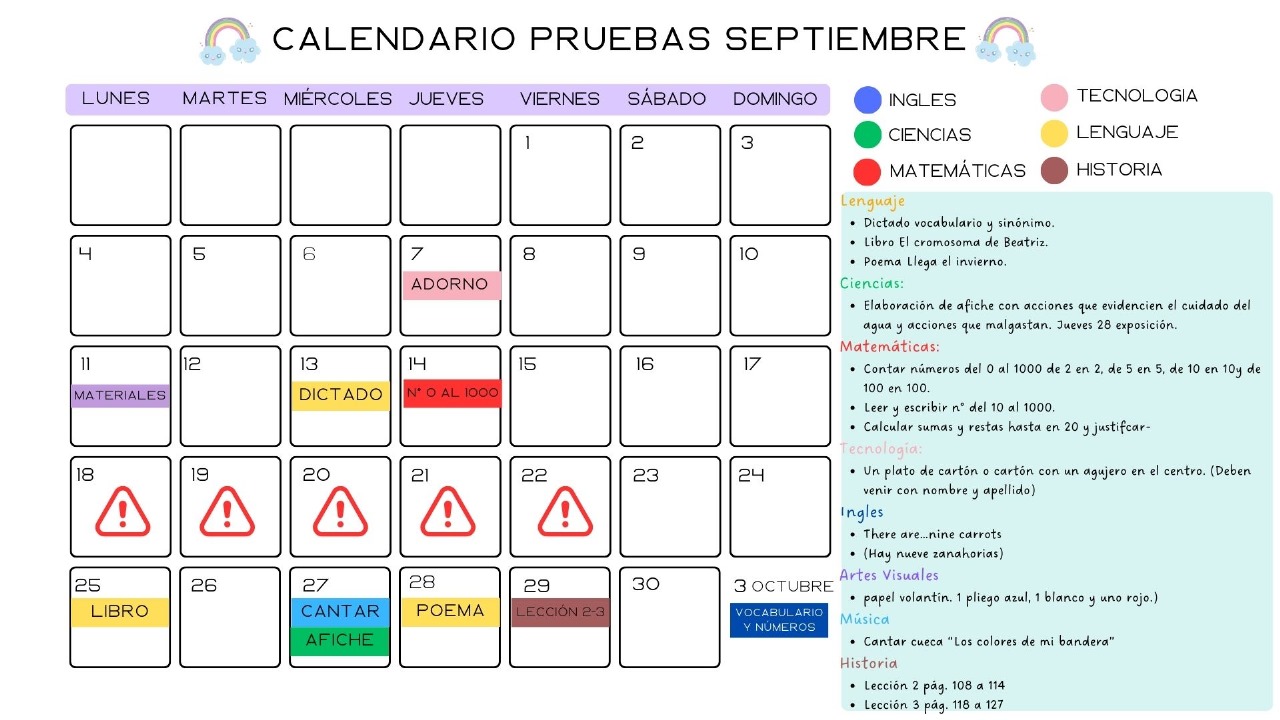 CALENDARIO PRUEBAS SEPTIEMBRE
LUNES MARTES MIÉRCOLES JUEVES VIERNES SÁBADO DOMINGO
1 2 3
4 5 6 7 8 9 10
ADORNO
11 12 13 14 15 16 17
MATERIALES DICTADO N° 0 AL 1000
18 19 20 21 22 23 24
25 26 27 28 29 30 3 OCTUBRE
LIBRO CANTAR POEMA LECCIÓN 2-3 VOCABULARIO
Y NÚMEROS
AFICHE
INGLES TECNOLOGIA
CIENCIAS LENGUAJE
MATEMÁTICAS HISTORIA
Lenguaje
• Dictado vocabulario y sinónimo.
• Libro El cromosoma de Beatriz.
• Poema Llega el invierno.
Ciencias:
• Elaboración de afiche con acciones que evidencien el cuidado del
agua y acciones que malgastan. Jueves 28 exposición.
Matemáticas:
• Contar números del 0 al 1000 de 2 en 2, de 5 en 5, de 10 en 10y de
100 en 100.
• Leer y escribir n° del 10 al 1000.
• Calcular sumas y restas hasta en 20 y justifcar-
Tecnología:
• Un plato de cartón o cartón con un agujero en el centro. (Deben
venir con nombre y apellido)
Ingles
• There are...nine carrots
• (Hay nueve zanahorias)
Artes Visuales
• papel volantín. 1 pliego azul, 1 blanco y uno rojo.)
Música
• Cantar cueca "Los colores de mi bandera"
Historia
• Lección 2 pág. 108 a 114
• Lección 3 pág. 118 a 127